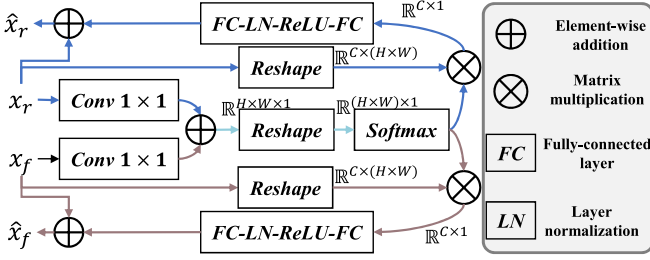 x̂_r FC-LN-ReLU-FC ℝ^{C×1}
Reshape ℝ^{C×(H×W)}
x_r Conv 1 × 1
ℝ^{H×W×1} Reshape ℝ^{(H×W)×1} Softmax
x_f Conv 1 × 1
Reshape ℝ^{C×(H×W)}
x̂_f FC-LN-ReLU-FC ℝ^{C×1}
Element-wise
addition
Matrix
multiplication
FC Fully-connected
layer
LN Layer
normalization